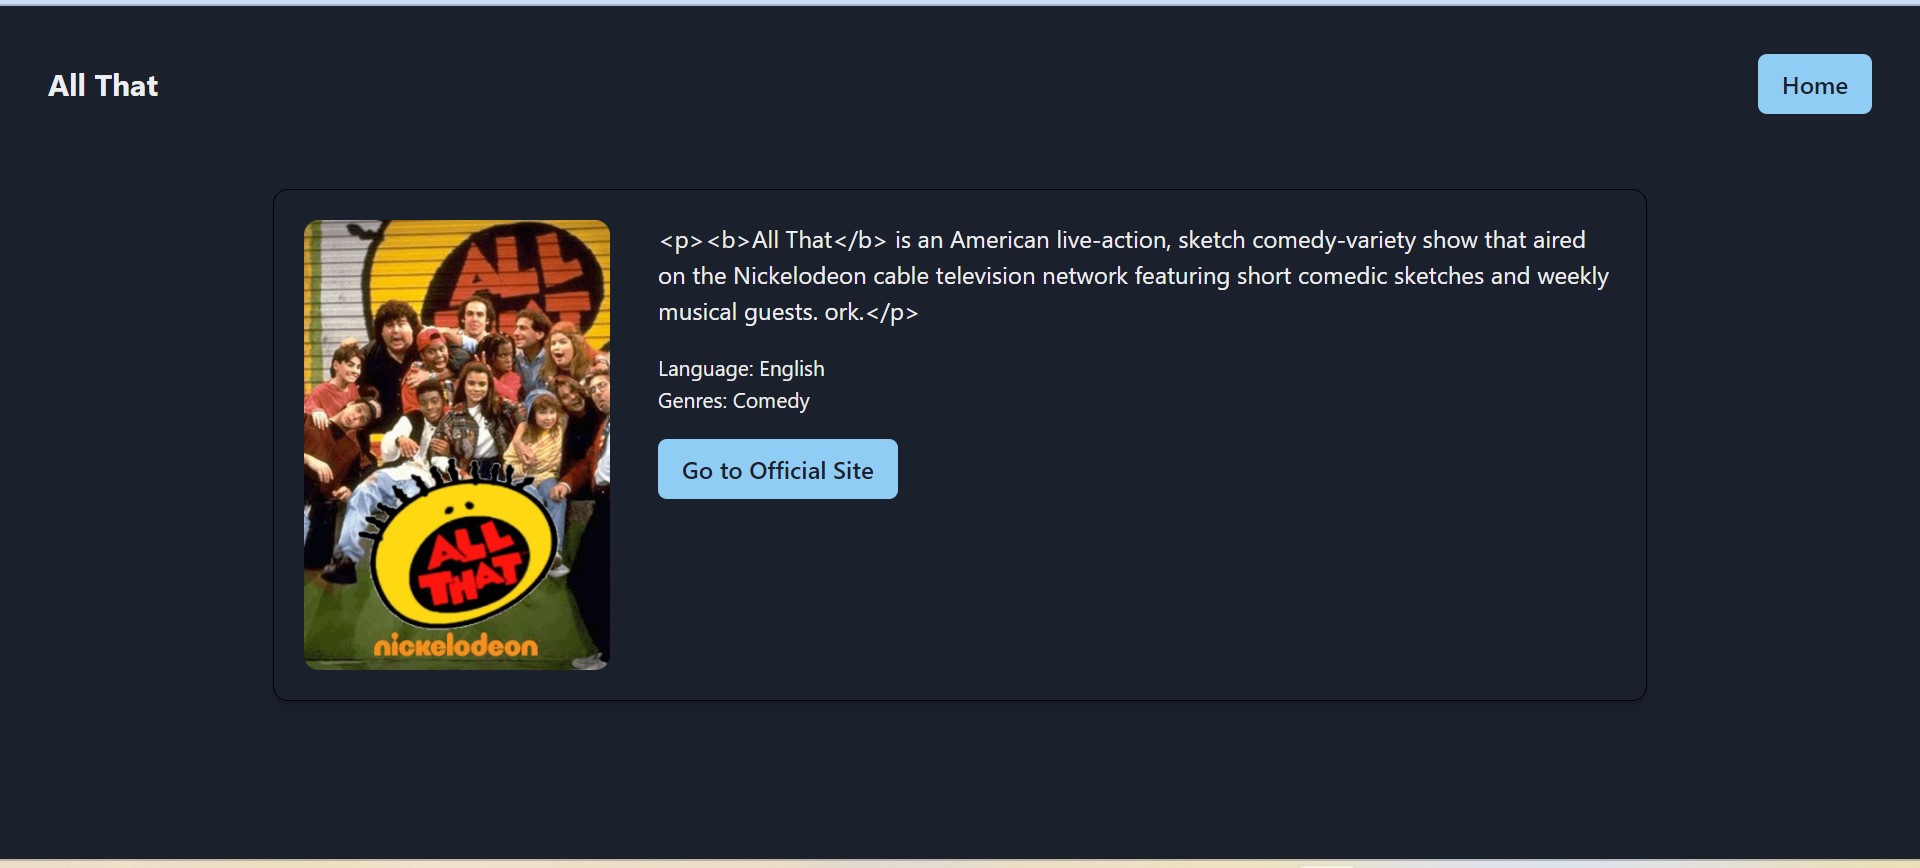 All That
Home
ALL
<p><b>All That</b> is an American live-action, sketch comedy-variety show that aired
on the Nickelodeon cable television network featuring short comedic sketches and weekly
musical guests. ork.</p>
Language: English
Genres: Comedy
Go to Official Site
ALL
THAT
nickelodeon